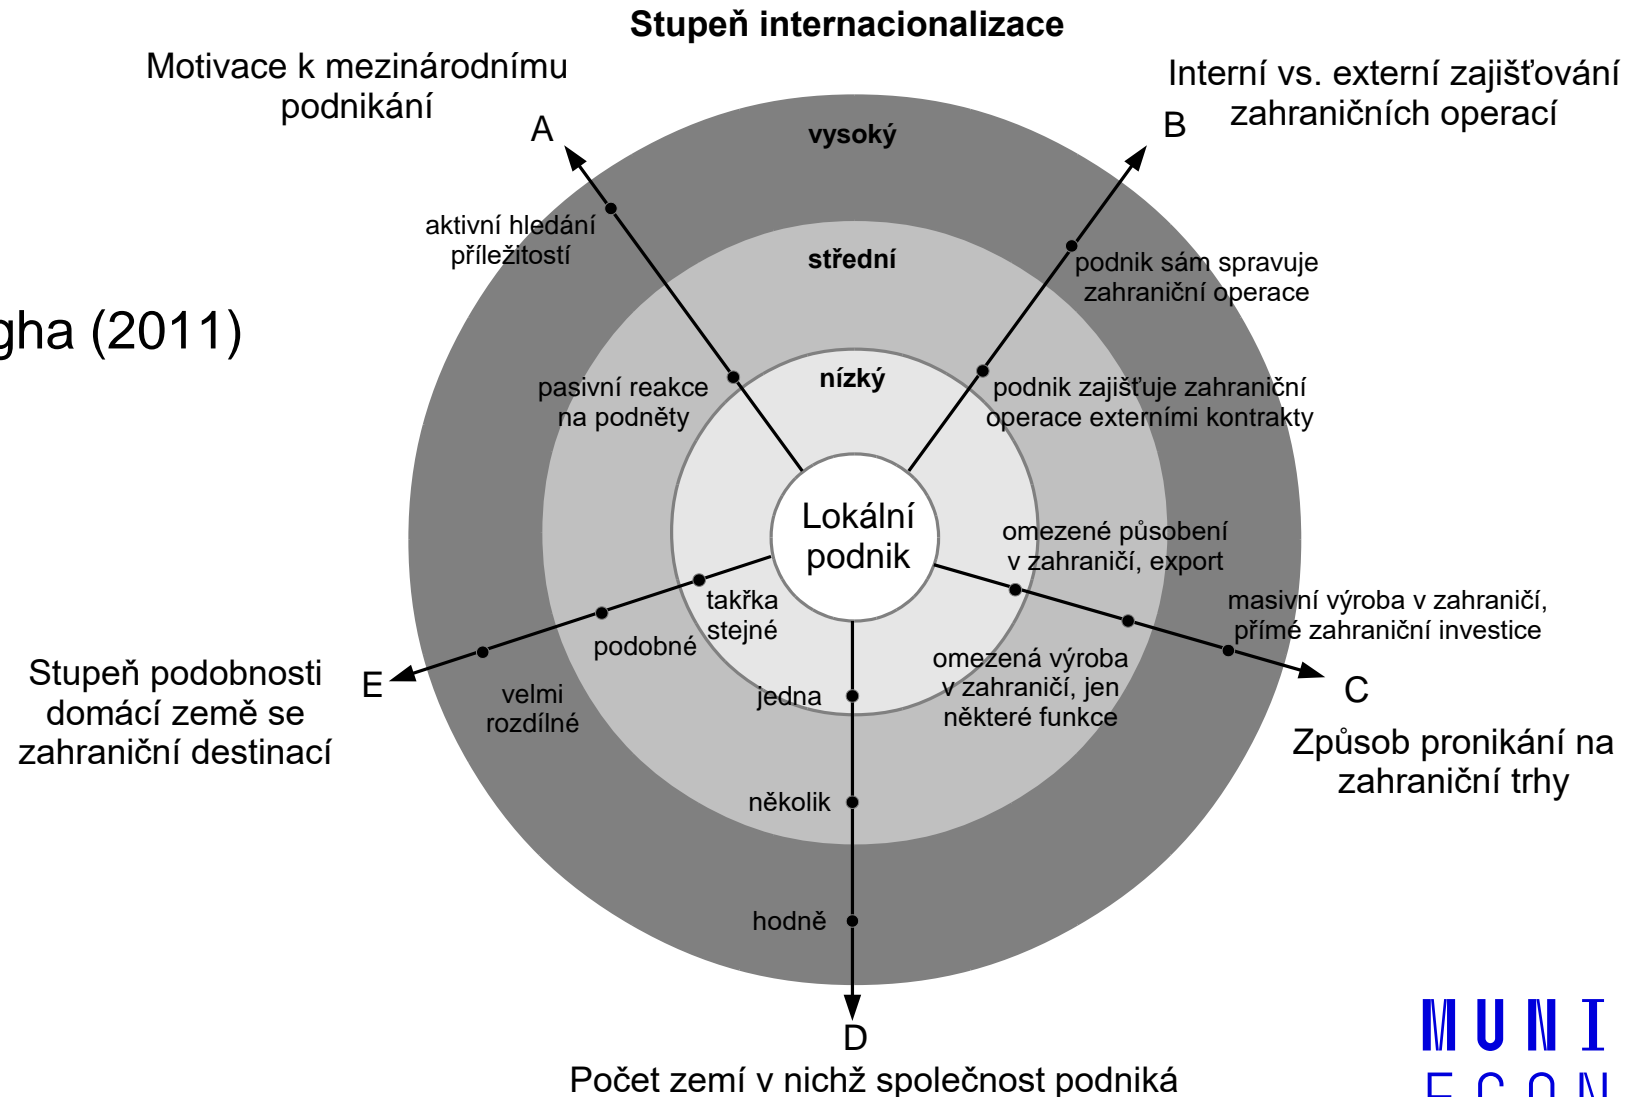 Stupeň internacionalizace
Motivace k mezinárodnímu
podnikání
A
Interní vs. externí zajišťování
zahraničních operací
B
vysoký
aktivní hledání
příležitostí
střední
podnik sám spravuje
zahraniční operace
gha (2011)
nízký
pasivní reakce
na podněty
podnik zajišťuje zahraniční
operace externími kontrakty
Lokální
podnik
omezené působení
v zahraničí, export
masivní výroba v zahraničí,
přímé zahraniční investice
takřka
stejné
podobné
velmi
rozdílné
E
Stupeň podobnosti
domácí země se
zahraniční destinací
jedna
omezená výroba
v zahraničí, jen
některé funkce
C
Způsob pronikání na
zahraniční trhy
několik
hodně
D
Počet zemí v nichž společnost podniká
MUNI
ECON